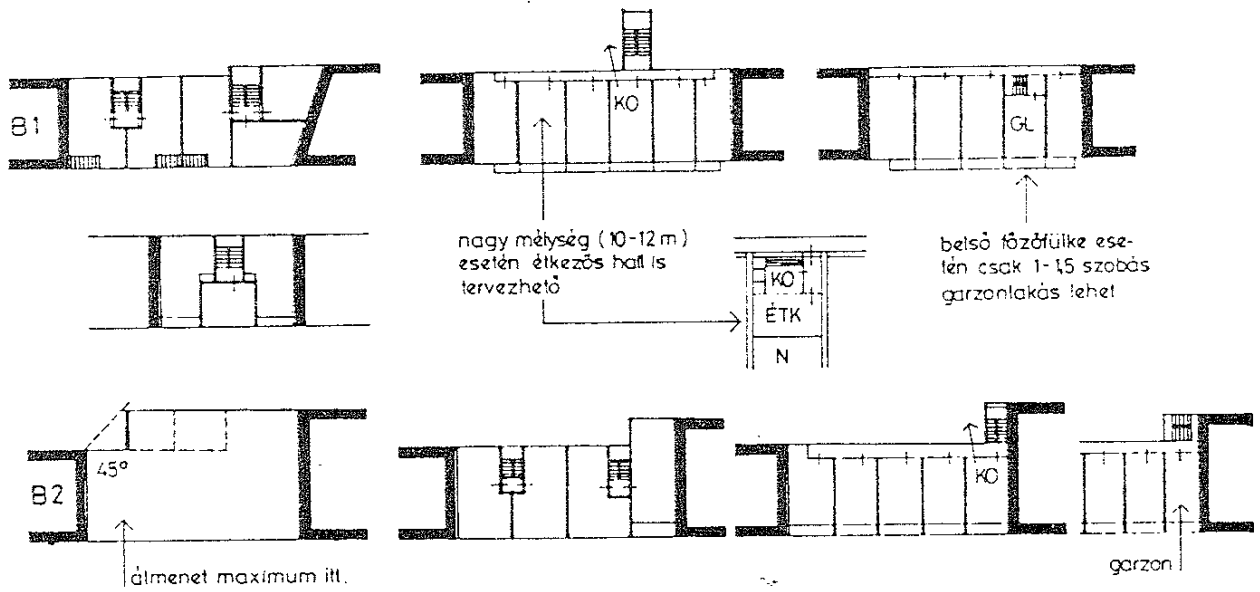 B1
KO
GL
nagy mélység (10-12 m)
esetén étkezős hall is
tervezhető
KO
ÉTK
N
belső főzőfülke ese-
tén csak 1-1,5 szobás
garzonlakás lehet
B2
45°
átmenet maximum itt.
KO
garzon